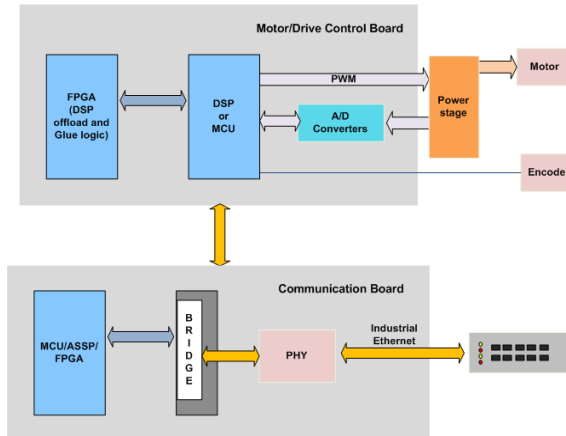 Motor/Drive Control Board
FPGA
(DSP
offload and
Glue logic)
DSP
or
MCU
PWM
A/D
Converters
Power
stage
Motor
Encode
Communication Board
MCU/ASSP/
FPGA
B
R
I
D
G
E
PHY
Industrial
Ethernet